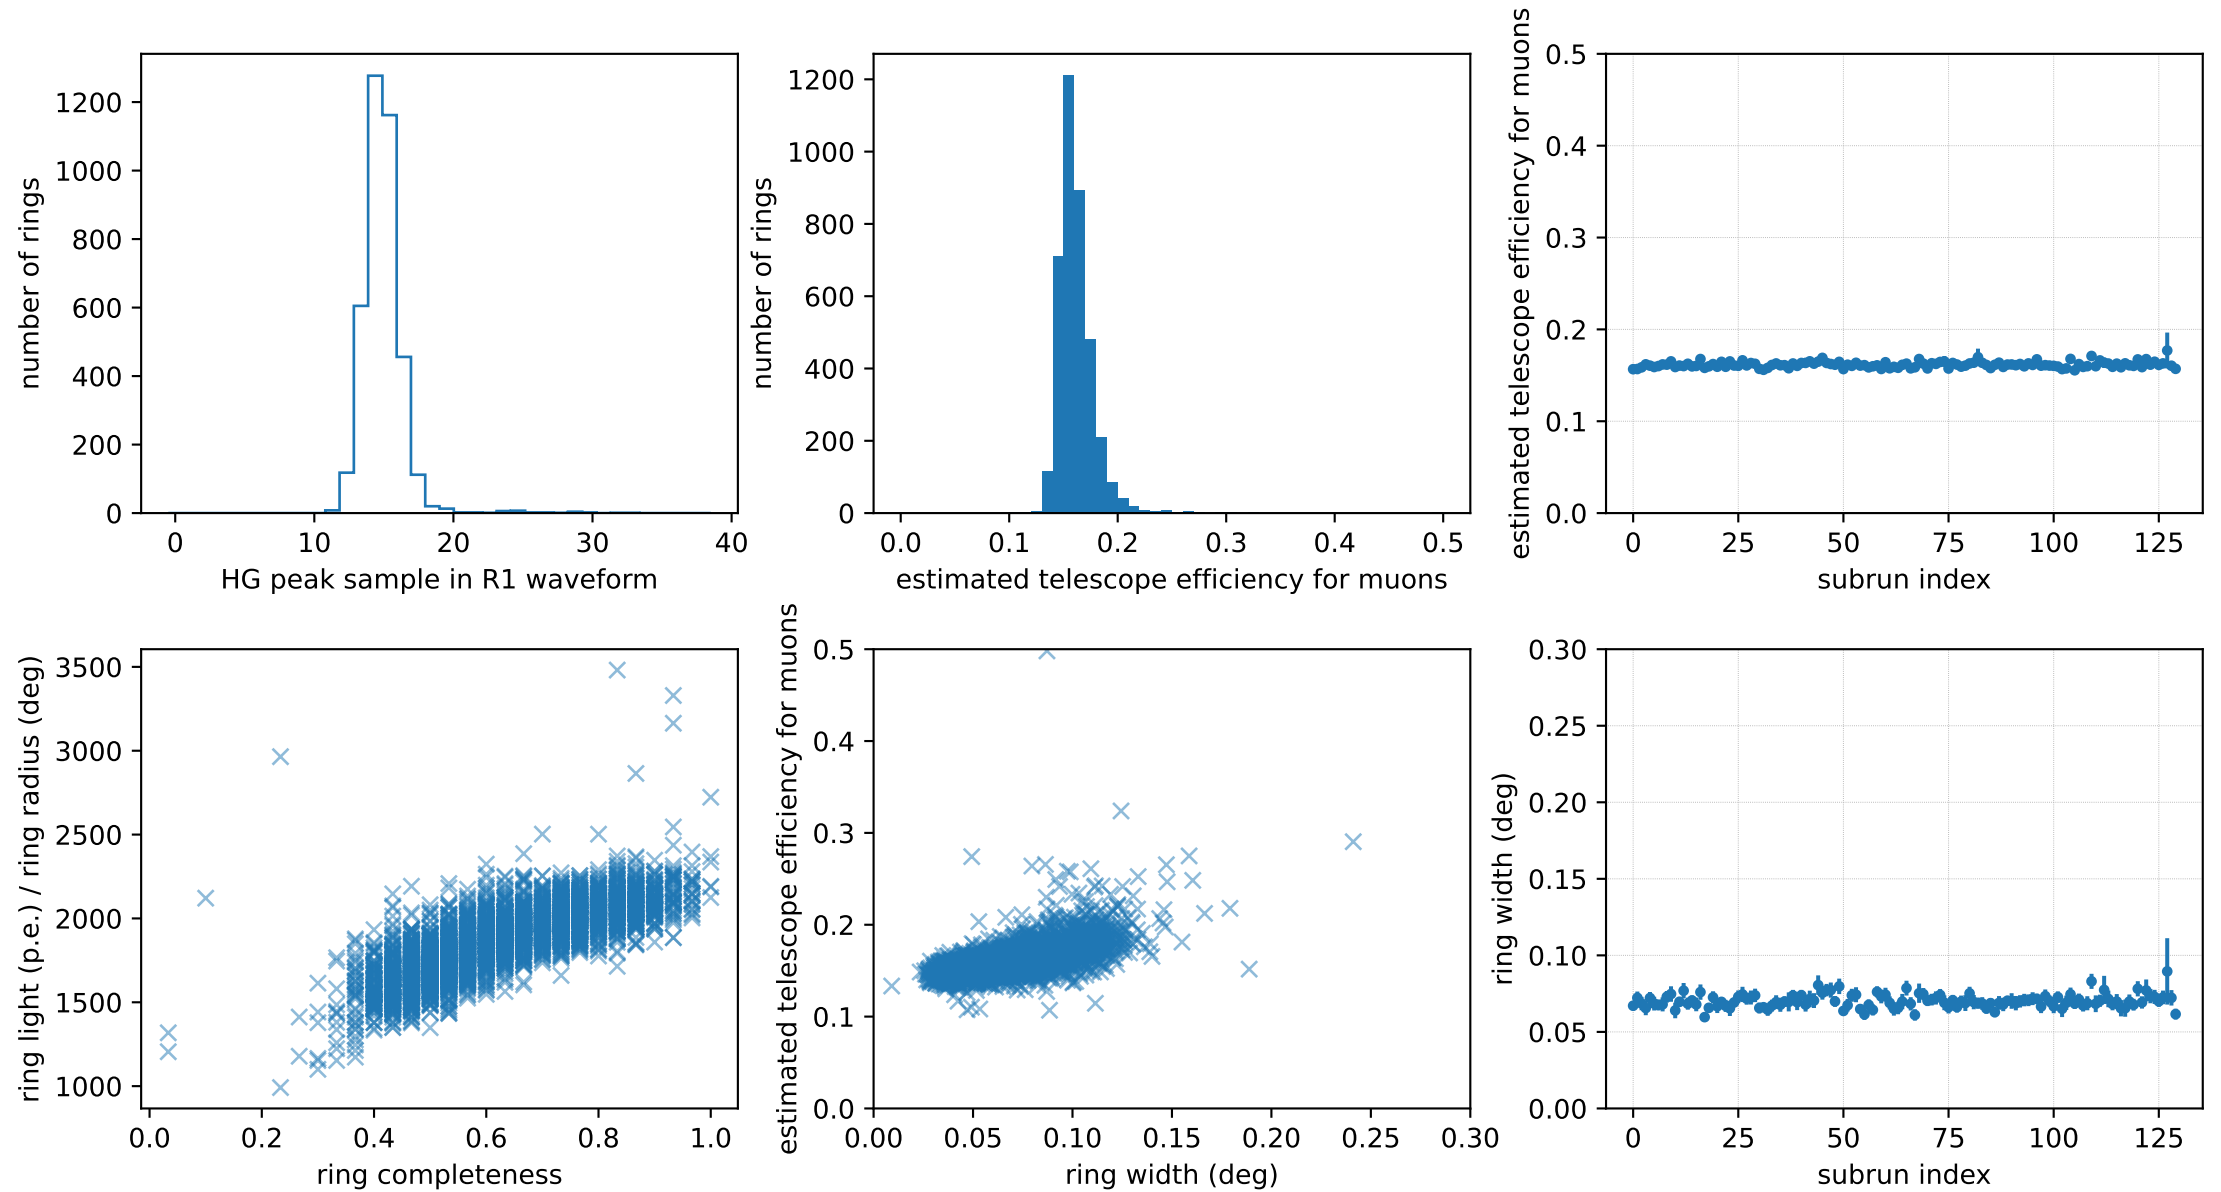 number of rings
1200
1000
800
600
400
200
0
0 10 20 30 40
HG peak sample in R1 waveform
number of rings
1200
1000
800
600
400
200
0
0.0 0.1 0.2 0.3 0.4 0.5
estimated telescope efficiency for muons
estimated telescope efficiency for muons
0.5
0.4
0.3
0.2
0.1
0.0
0 25 50 75 100 125
subrun index
ring light (p.e.) / ring radius (deg)
3500
3000
2500
2000
1500
1000
0.0 0.2 0.4 0.6 0.8 1.0
ring completeness
estimated telescope efficiency for muons
0.5
0.4
0.3
0.2
0.1
0.0
0.00 0.05 0.10 0.15 0.20 0.25 0.30
ring width (deg)
ring width (deg)
0.30
0.25
0.20
0.15
0.10
0.05
0.00
0 25 50 75 100 125
subrun index